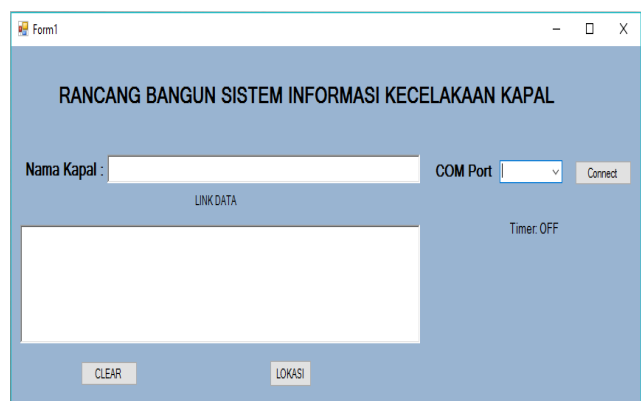 Form1
RANCANG BANGUN SISTEM INFORMASI KECELAKAAN KAPAL
Nama Kapal : COM Port Connect
LINK DATA
Timer: OFF
CLEAR LOKASI